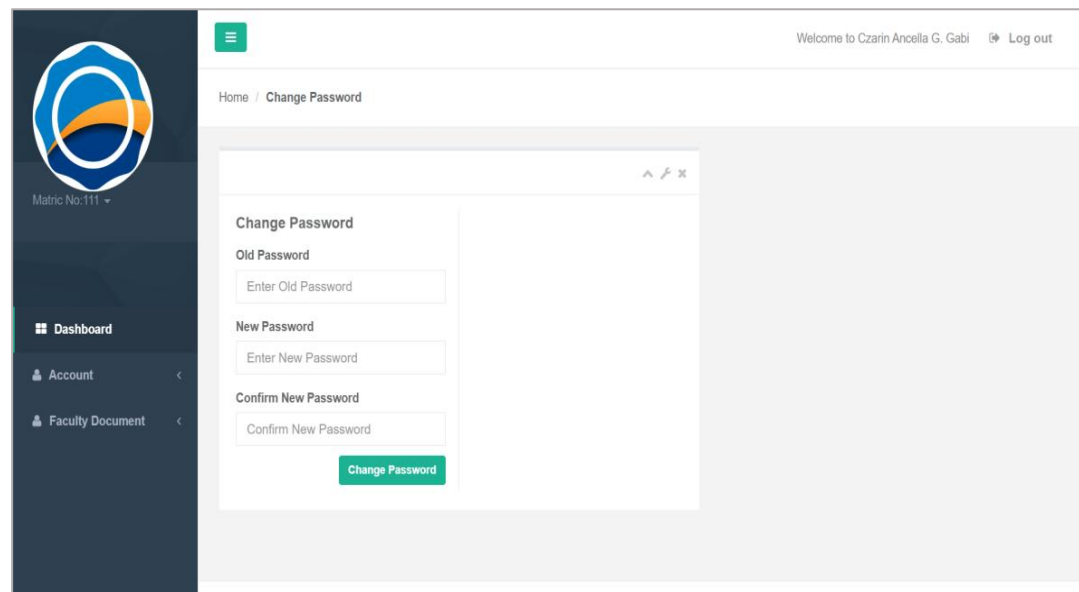 Welcome to Czarin Ancella G. Gabi Log out
Home / Change Password
Matric No:111
Dashboard
Account
Faculty Document
Change Password
Old Password
Enter Old Password
New Password
Enter New Password
Confirm New Password
Confirm New Password
Change Password